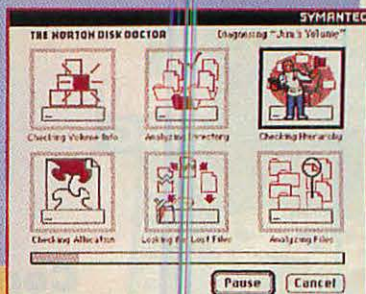 SYMANTEC
THE NORTON DISK DOCTOR Diagnosing "Jim's Volume"
Checking Volume Info Analyzing Directory Checking Hierarchy
Checking Allocation Looking for Lost Files Analyzing Files
Pause Cancel